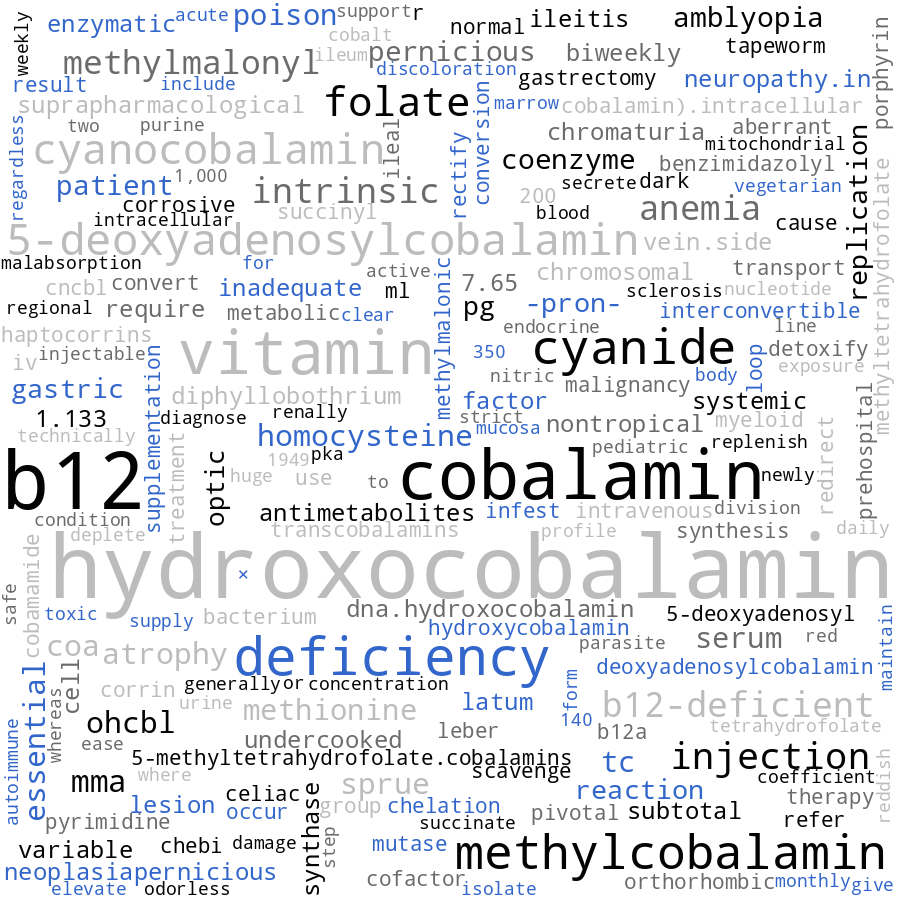 enzymatic
acute
poison
supportr
normal
ileitis
amblyopia
weekly
cobalt
tapeworm
methylmalonyl
ileum
pernicious
biweekly
porphyrin
discoloration
gastrectomy
neuropathy.in
result
include
suprapharmacological
folate
conversion
marrow
cobalamin).intracellular
regardless
two
purine
ileal
rectify
chromaturia
aberrant
mitochondrial
replication
cyanocobalamin
coenzyme
benzimidazolyl
methyltetrahydrofolate
patient
1,000
intrinsic
200
secrete
dark
vegetarian
corrosive
intracellular
succinyl
blood
anemia
cause
5-deoxyadenosylcobalamin
vein.side
malabsorption
for
active
methylmalonic
chromosomal
transport
cncbl
convert
inadequate
ml
7.65
sclerosis
nucleotide
regional
require
metabolic
clear
pg
-pron-
interconvertible
haptocorrins
endocrine
line
iv
injectable
vitamin
350
cyanide
loop
detoxify
exposure
supplementation
nitric
malignancy
body
gastric
diphyllobothrium
factor
systemic
prehospital
1.133
diagnose
renally
strict
nontropical
myeloid
technically
treatment
homocysteine
mucosa
pediatric
replenish
redirect
b12
optic
huge
1949
pka
use
to
cobalamin
newly
condition
antimetabolites
infest
intravenous
division
deplete
transcobalamins
profile
synthesis
daily
cobamamide
hydroxocobalamin
×
safe
toxic
supply
bacterium
dna.hydroxocobalamin
5-deoxyadenosyl
maintain
hydroxycobalamin
parasite
serum
red
coa
atrophy
deficiency
deoxyadenosylcobalamin
essential
cell
whereas
corrin
generally
or
concentration
form
urine
methionine
latum
140
b12-deficient
autoimmune
ohcbl
leber
b12a
tetrahydrofolate
ease
undercooked
5-methyltetrahydrofolate.cobalamins
tc
injection
reddish
mma
where
scavenge
coefficient
celiac
synthase
sprue
reaction
therapy
lesion
occur
group
chelation
pivotal
subtotal
refer
pyrimidine
succinate
variable
chebi
damage
step
mutase
methylcobalamin
neoplasiapernicious
cofactor
orthorhombic
monthly
give
elevate
odorless
isolate